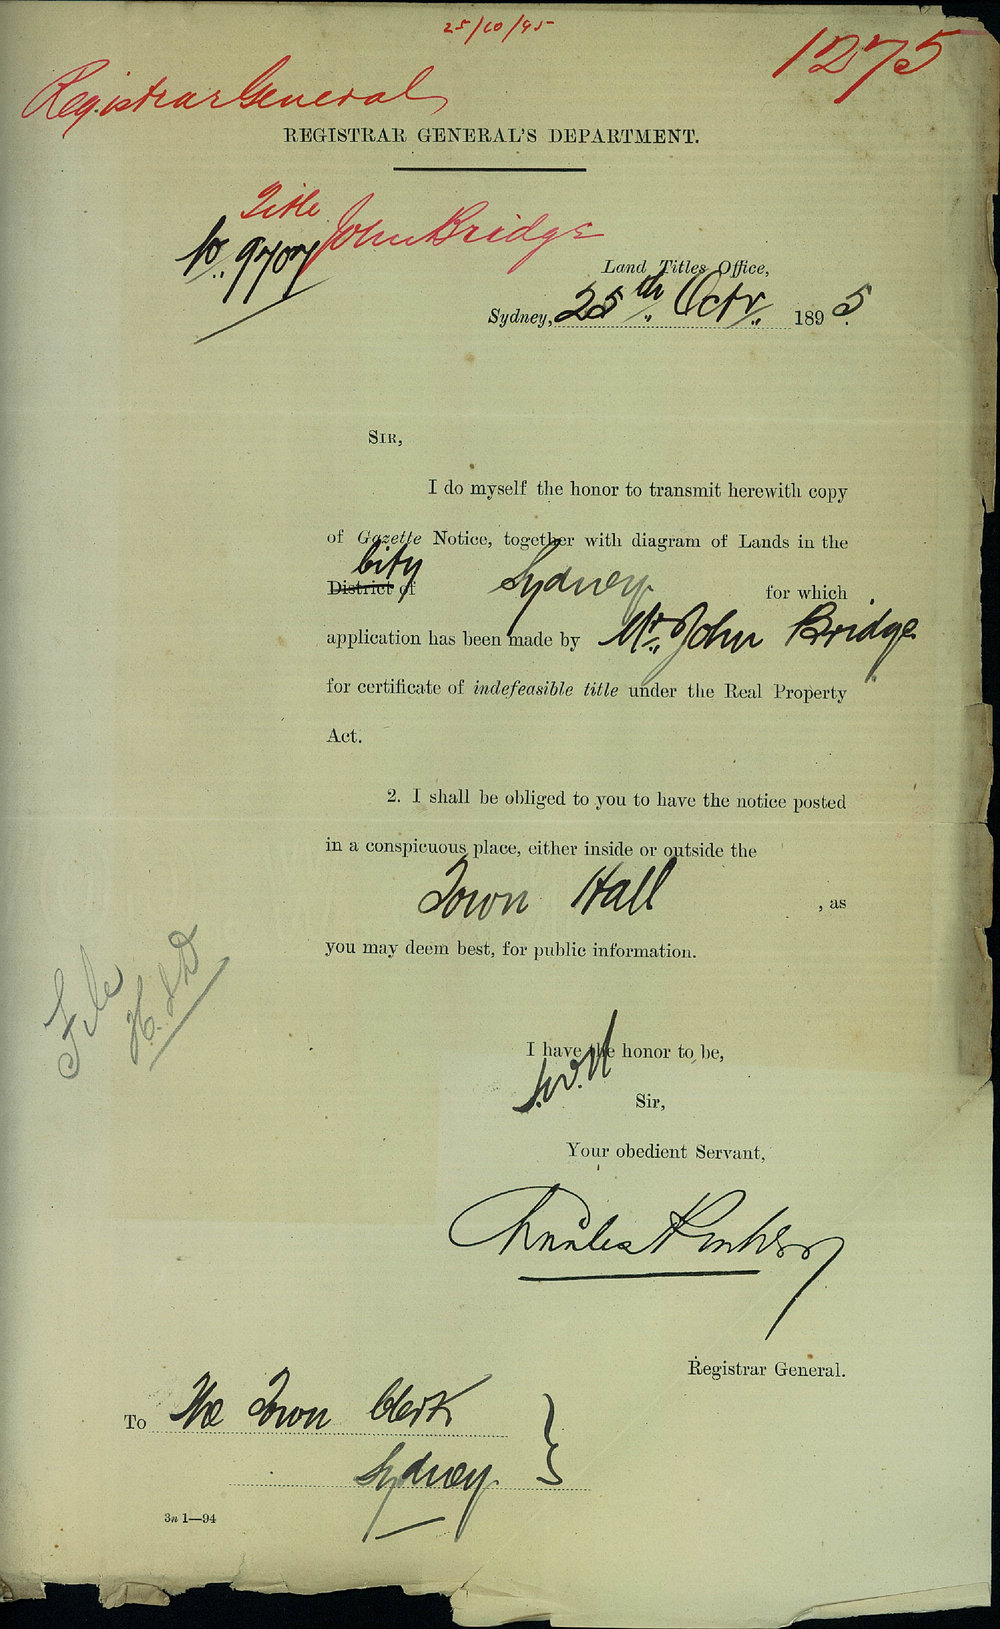 25/10/95
1275
Registrar General
REGISTRAR GENERAL'S DEPARTMENT.
Title
John Bridge
No. 9707
Land Titles Office,
Sydney, 25th Octr. 1895.
SIR,
I do myself the honor to transmit herewith copy
of Gazette Notice, together with diagram of Lands in the
City
District of Sydney for which
application has been made by Mr. John Bridge
for certificate of indefeasible title under the Real Property
Act.
2. I shall be obliged to you to have the notice posted
in a conspicuous place, either inside or outside the
Town Hall , as
you may deem best, for public information.
File
I have the honor to be,
Sir,
Your obedient Servant,
Charles
Registrar General.
To The Town Clerk
Sydney
3n 1—94